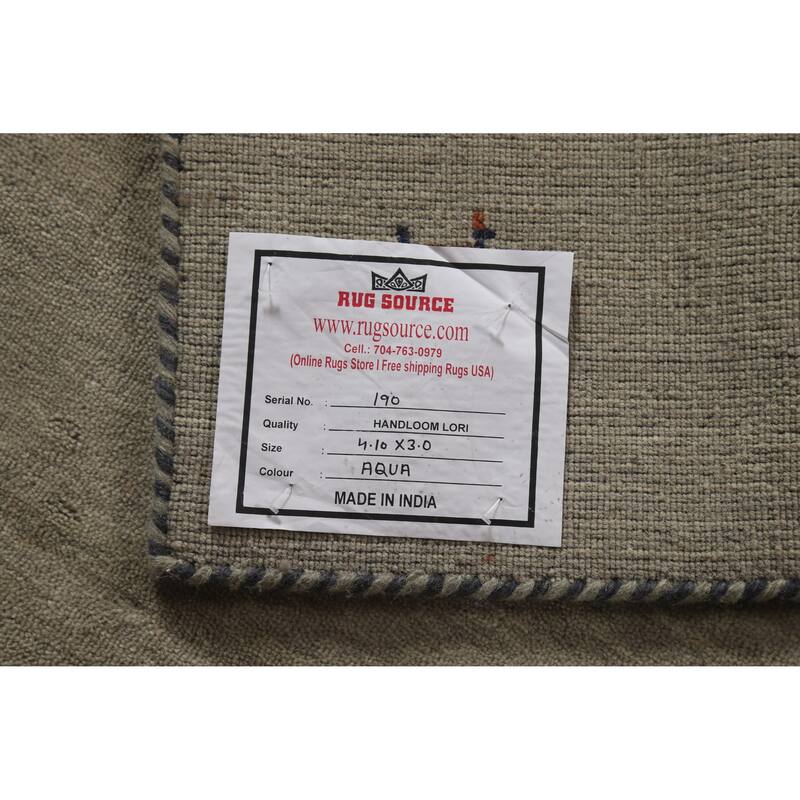 RUG SOURCE
www.rugsource.com
Cell.: 704-763-0979
(Online Rugs Store I Free shipping Rugs USA)
Serial No. : 190
Quality : HANDLOOM LORI
Size : 4.10 X3.0
Colour : AQUA
MADE IN INDIA